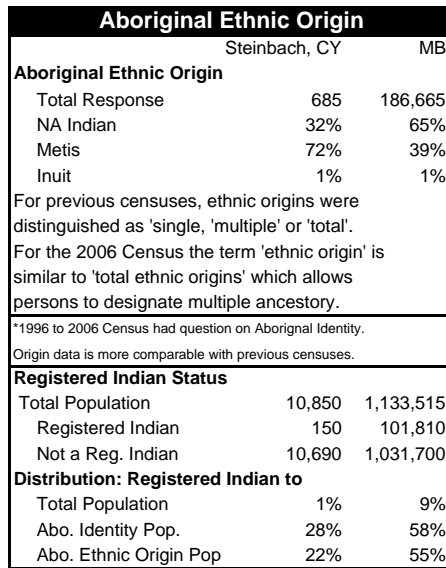 Aboriginal Ethnic Origin
Steinbach, CY MB
Aboriginal Ethnic Origin
Total Response 685 186,665
NA Indian 32% 65%
Metis 72% 39%
Inuit 1% 1%
For previous censuses, ethnic origins were
distinguished as 'single, 'multiple' or 'total'.
For the 2006 Census the term 'ethnic origin' is
similar to 'total ethnic origins' which allows
persons to designate multiple ancestory.
*1996 to 2006 Census had question on Aborignal Identity.
Origin data is more comparable with previous censuses.
Registered Indian Status
Total Population 10,850 1,133,515
Registered Indian 150 101,810
Not a Reg. Indian 10,690 1,031,700
Distribution: Registered Indian to
Total Population 1% 9%
Abo. Identity Pop. 28% 58%
Abo. Ethnic Origin Pop 22% 55%